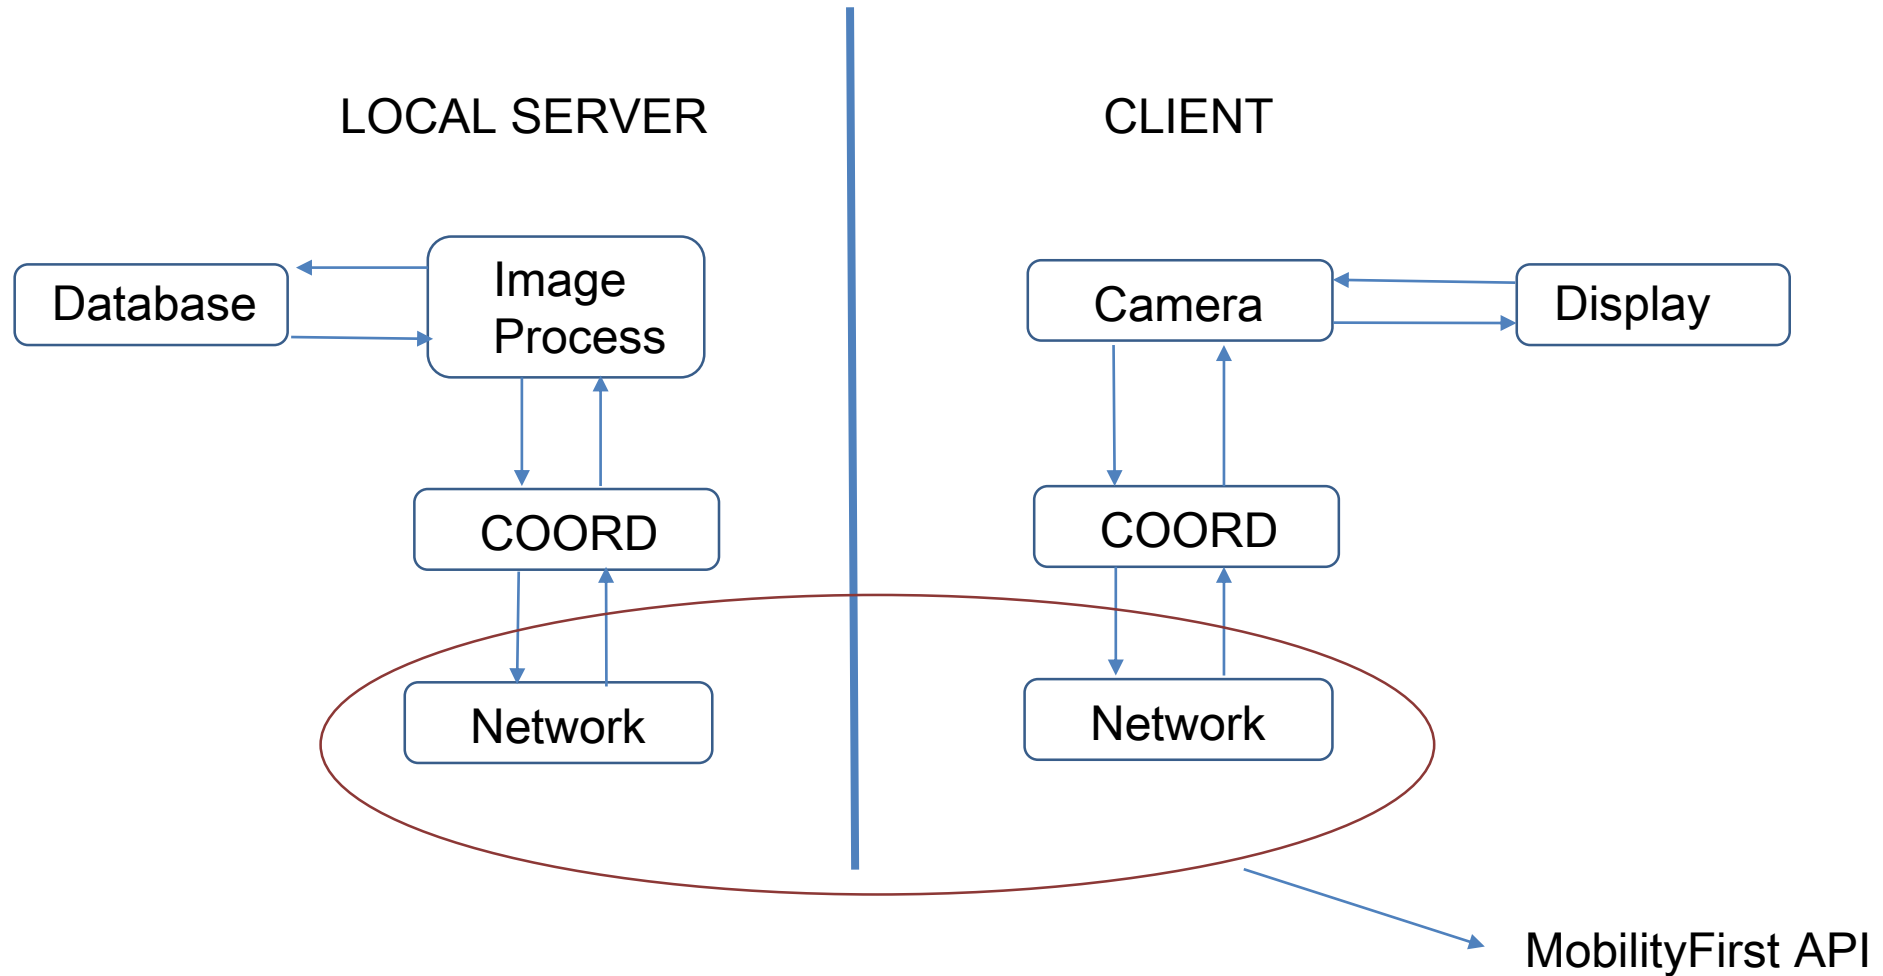 LOCAL SERVER
CLIENT
Database
Image
Process
Camera
Display
COORD
COORD
Network
Network
MobilityFirst API